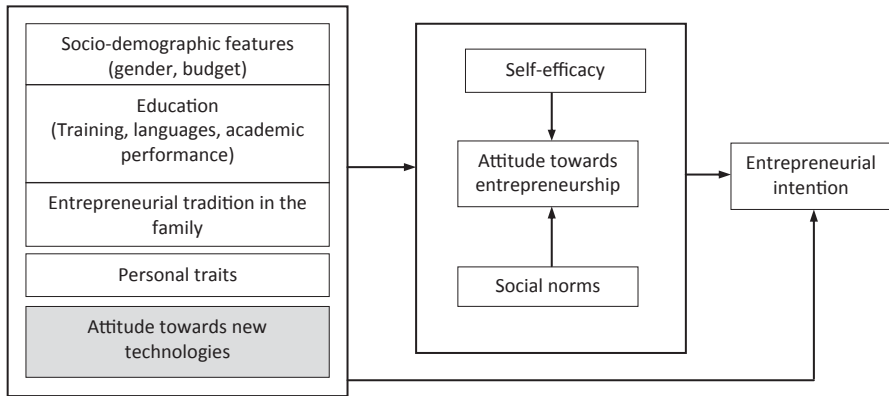 Socio-demographic features
(gender, budget)
Education
(Training, languages, academic
performance)
Entrepreneurial tradition in the
family
Personal traits
Attitude towards new
technologies
Self-efficacy
Attitude towards
entrepreneurship
Social norms
Entrepreneurial
intention